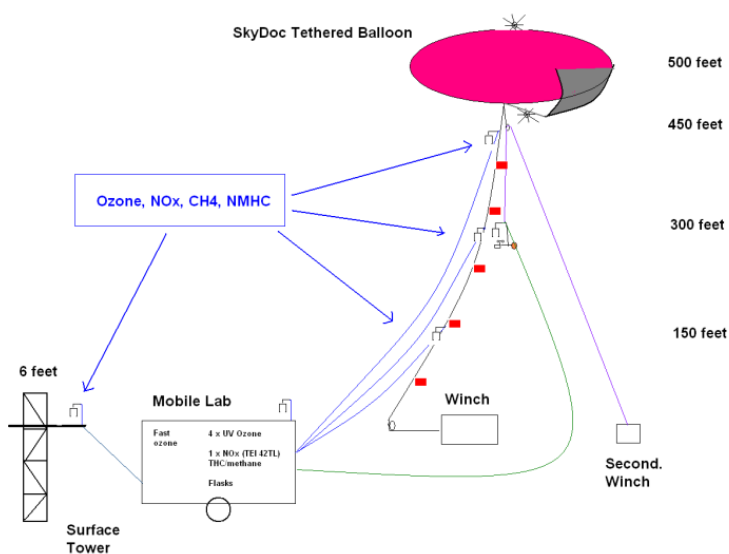 SkyDoc Tethered Balloon
500 feet
450 feet
Ozone, NOx, CH4, NMHC
300 feet
150 feet
6 feet
Mobile Lab
Winch
Fast
ozone
4 x UV Ozone
1 x NOx (TEI 42TL)
THC/methane
Flasks
Second.
Winch
Surface
Tower